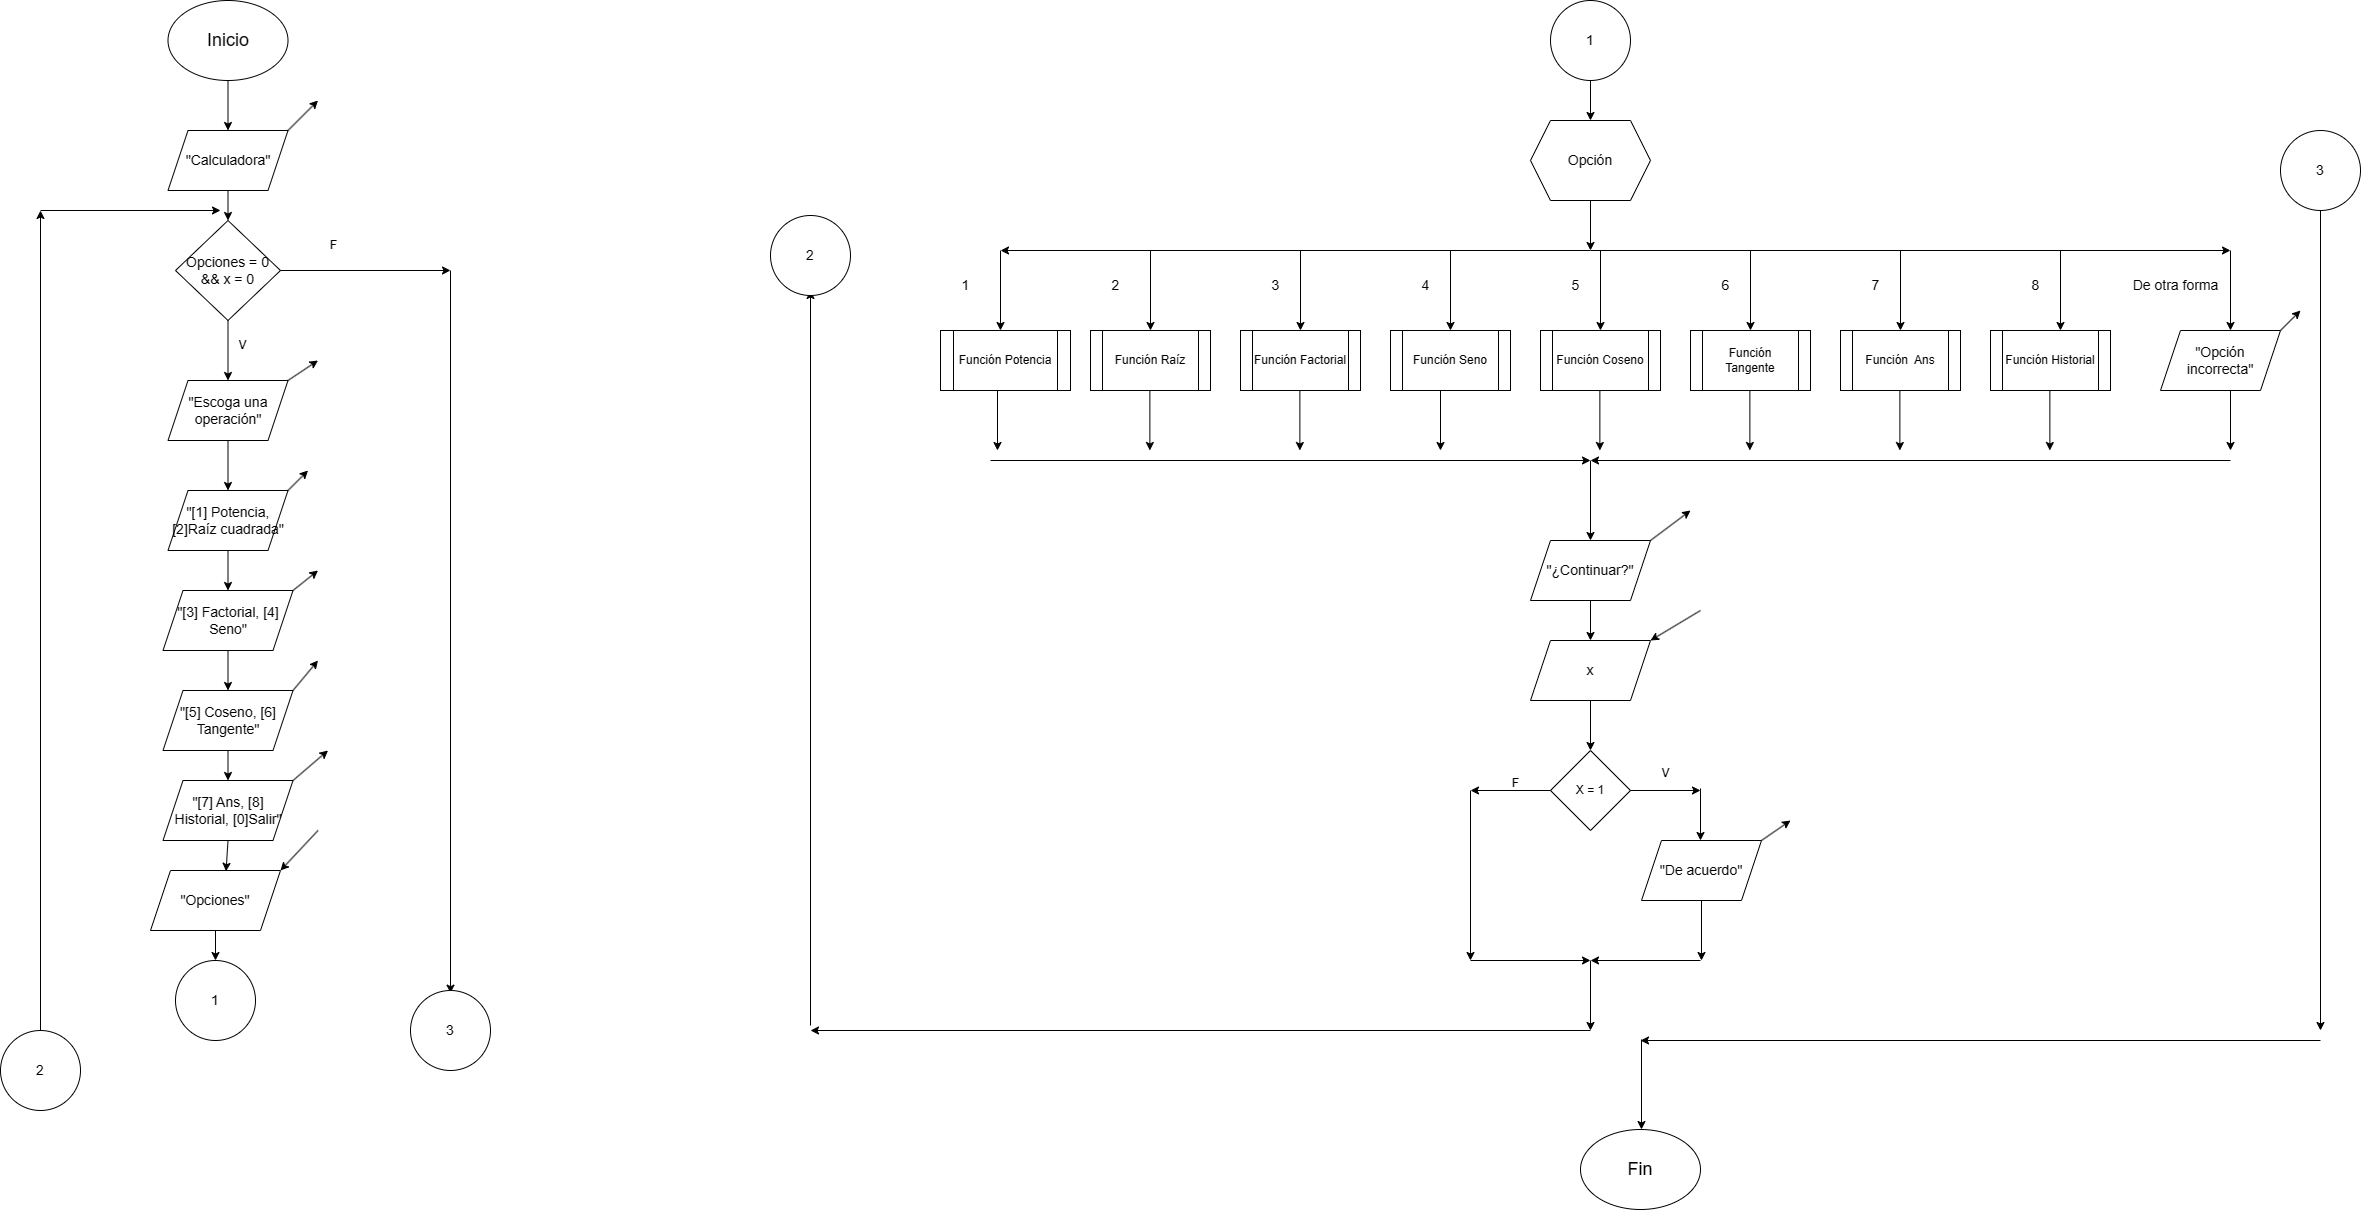 Inicio
"Calculadora"
Opciones = 0
&& x = 0
F
V
"Escoga una
operación"
"[1] Potencia,
[2]Raíz cuadrada"
"[3] Factorial, [4]
Seno"
"[5] Coseno, [6]
Tangente"
"[7] Ans, [8]
Historial, [0]Salir"
"Opciones"
1
3
2
1
Opción
2
1
2
3
4
5
6
7
8
De otra forma
Función Potencia
Función Raíz
Función Factorial
Función Seno
Función Coseno
Función
Tangente
Función  Ans
Función Historial
"Opción
incorrecta"
"¿Continuar?"
x
X = 1
F
V
"De acuerdo"
3
Fin